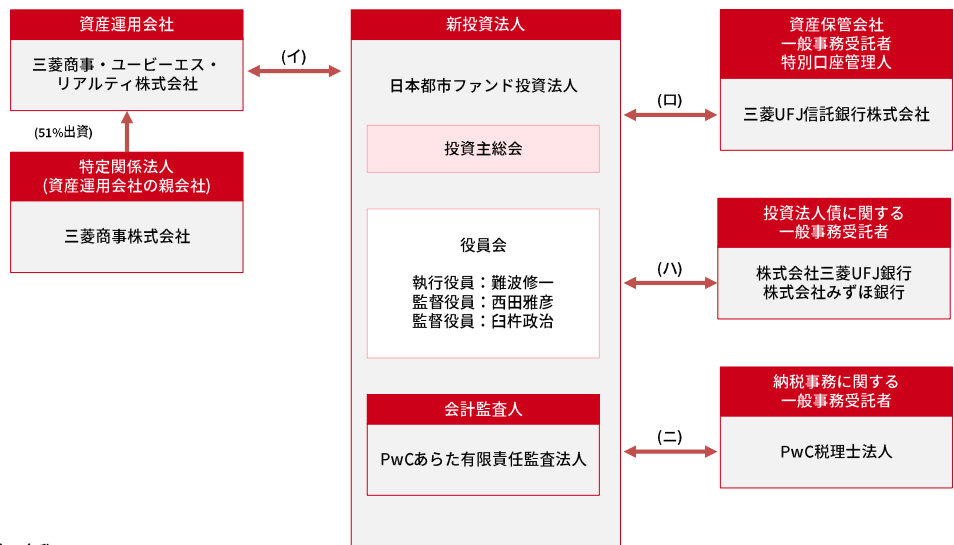 資産運用会社
三菱商事・ユービーエス・
リアルティ株式会社
(51%出資)
特定関係法人
(資産運用会社の親会社)
三菱商事株式会社
(イ)
新投資法人
日本都市ファンド投資法人
投資主総会
役員会
執行役員：難波修一
監督役員：西田雅彦
監督役員：臼杵政治
会計監査人
PwCあらた有限責任監査法人
(ロ)
資産保管会社
一般事務受託者
特別口座管理人
三菱UFJ信託銀行株式会社
(ハ)
投資法人債に関する
一般事務受託者
株式会社三菱UFJ銀行
株式会社みずほ銀行
(ニ)
納税事務に関する
一般事務受託者
PwC税理士法人